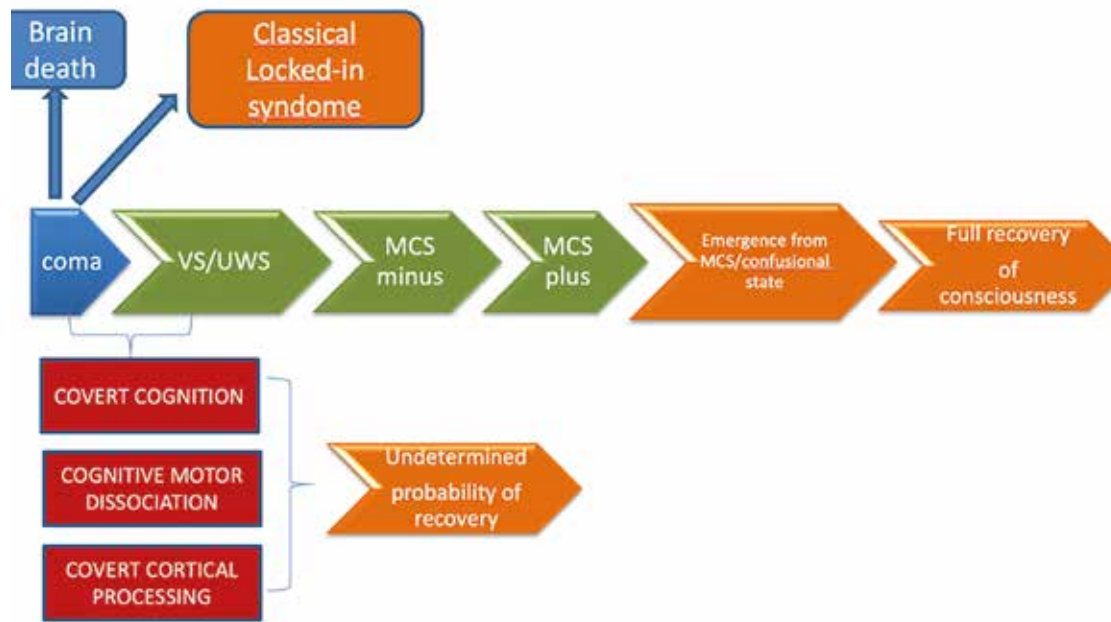 Brain
death
Classical
Locked-in
syndome
coma
VS/UWS
MCS
minus
MCS
plus
Emergence from
MCS/confusional
state
Full recovery
of
consciousness
COVERT COGNITION
COGNITIVE MOTOR
DISSOCIATION
COVERT CORTICAL
PROCESSING
Undetermined
probability of
recovery